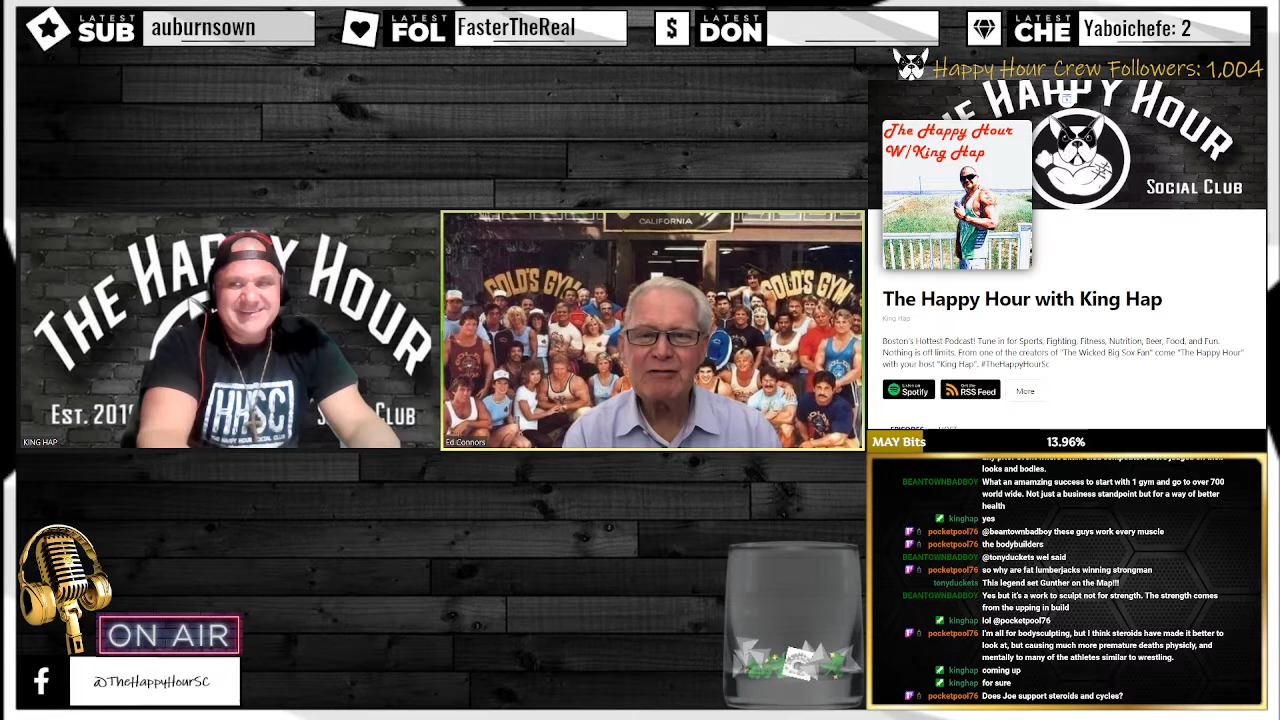 LATEST
SUB
auburnsown
LATEST
FOL
FasterTheReal
$
LATEST
DON
LATEST
CHE
Yaboichefe: 2
Happy Hour Crew Followers: 1,004
HAPPY HOUR
SOCIAL CLUB
The Happy Hour
W/King Hap
The Happy Hour with King Hap
King Hap
Boston's Hottest Podcast! Tune in for Sports, Fighting, Fitness, Nutrition, Beer, Food, and Fun.
Nothing is off limits. From one of the creators of "The Wicked Big Sox Fan" come "The Happy Hour"
with your host "King Hap". #TheHappyHourSc
Listen on
Spotify
Get the
RSS Feed
More
THE HAPPY HOUR
EST. 201
CLUB
HHSC
THE HAPPY HOUR SOCIAL CLUB
KING HAP
CALIFORNIA
GOLD'S GYM
GOLD'S GYM
Ed Connors
MAY Bits
13.96%
looks and bodies.
BEANTOWNBADBOY What an amamzing success to start with 1 gym and go to over 700
world wide. Not just a business standpoint but for a way of better
health
kinghap yes
pocketpool76 @beantownbadboy these guys work every muscle
pocketpool76 the bodybuilders
BEANTOWNBADBOY @tonyduckets wel said
pocketpool76 so why are fat lumberjacks winning strongman
tonyduckets This legend set Gunther on the Map!!!
BEANTOWNBADBOY Yes but it's a work to sculpt not for strength. The strength comes
from the upping in build
kinghap lol @pocketpool76
pocketpool76 I'm all for bodysculpting, but I think steroids have made it better to
look at, but causing much more premature deaths physicly, and
mentally to many of the athletes similar to wrestling.
kinghap coming up
kinghap for sure
pocketpool76 Does Joe support steroids and cycles?
ON AIR
@TheHappyHourSC